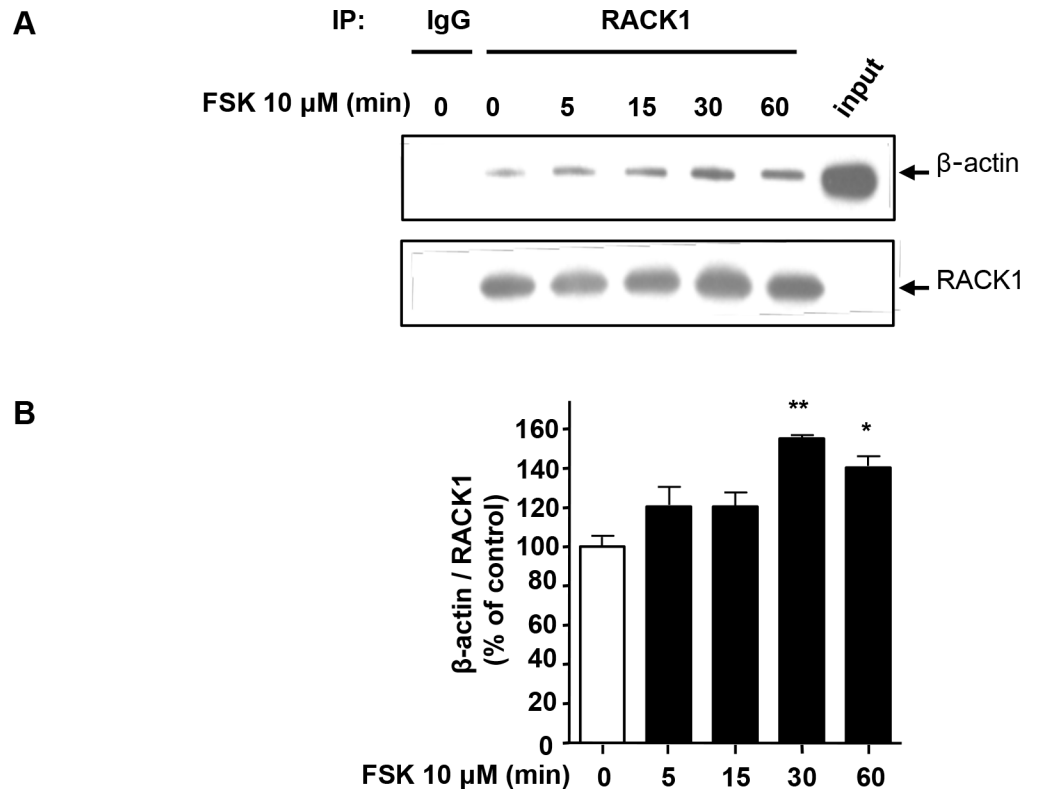 A
IP: IgG RACK1
FSK 10 µM (min) 0 0 5 15 30 60 input
β-actin
RACK1
B
β-actin / RACK1
(% of control)
160
140
120
100
80
60
40
20
0
** *
FSK 10 µM (min) 0 5 15 30 60